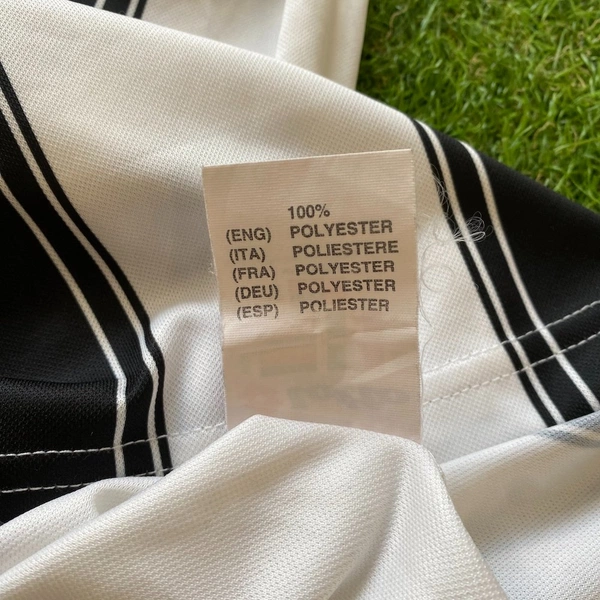 100%
(ENG) POLYESTER
(ITA) POLIESTERE
(FRA) POLYESTER
(DEU) POLYESTER
(ESP) POLIESTER